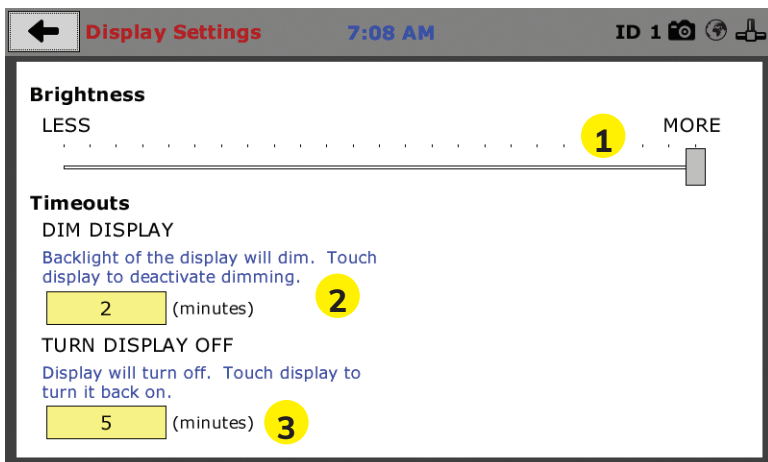 Display Settings 7:08 AM ID 1
Brightness
LESS MORE
1
Timeouts
DIM DISPLAY
Backlight of the display will dim. Touch
display to deactivate dimming.
2 (minutes)
2
TURN DISPLAY OFF
Display will turn off. Touch display to
turn it back on.
5 (minutes)
3